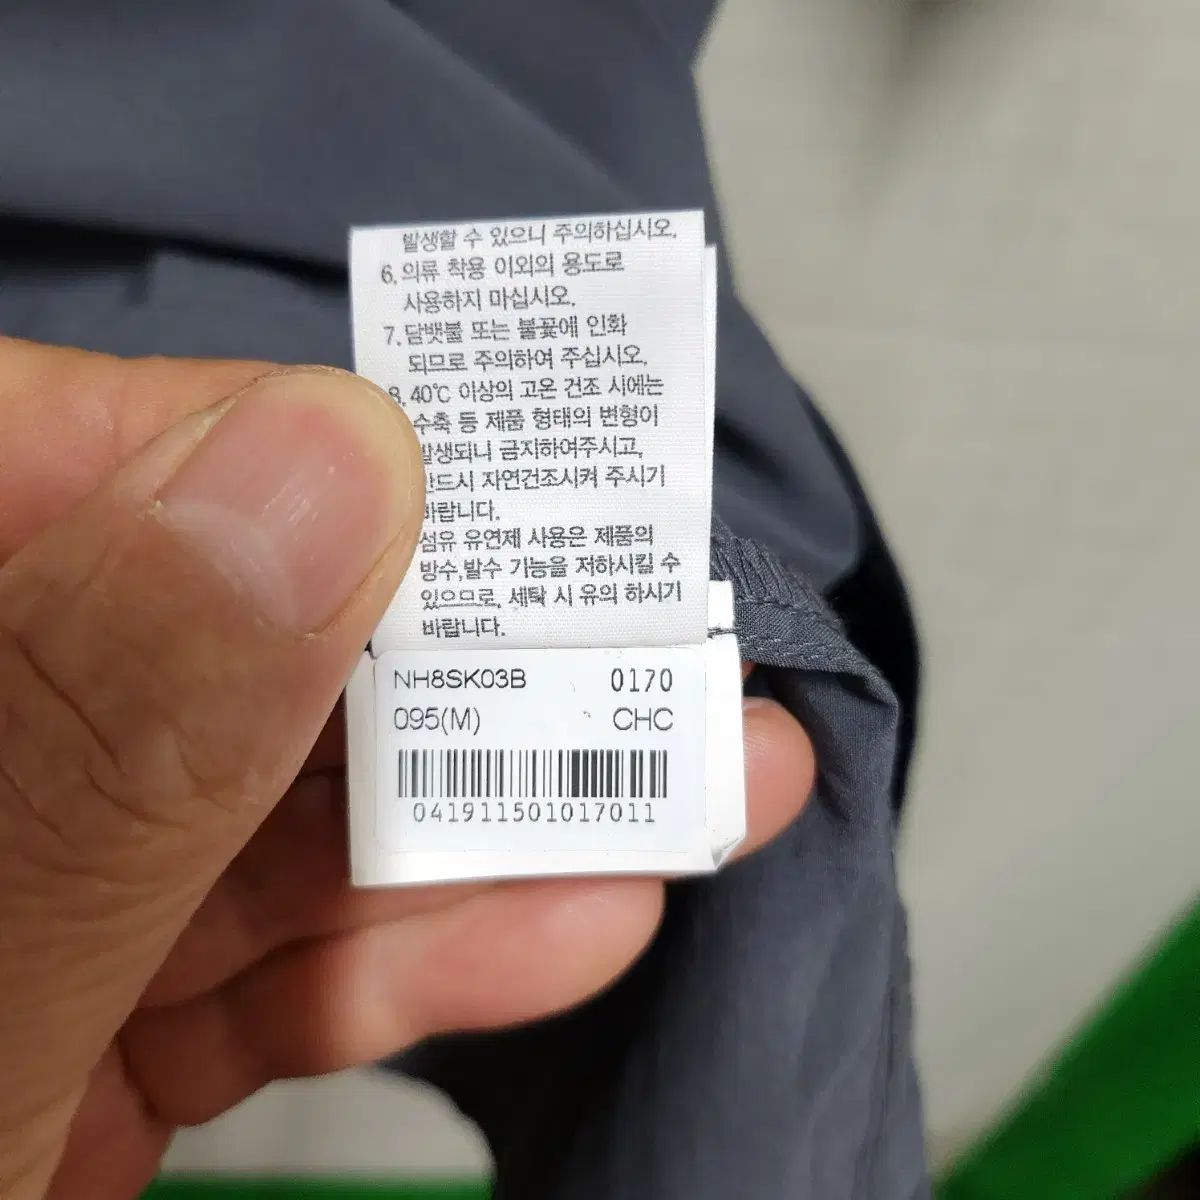 발생할 수 있으니 주의하십시오.
6. 의류 착용 이외의 용도로
사용하지 마십시오.
7. 담뱃불 또는 불꽃에 인화
되므로 주의하여 주십시오.
8. 40℃ 이상의 고온 건조 시에는
수축 등 제품 형태의 변형이
발생되니 금지하여주시고,
반드시 자연건조시켜 주시기
바랍니다.
섬유 유연제 사용은 제품의
방수,발수 기능을 저하시킬 수
있으므로, 세탁 시 유의 하시기
바랍니다.
NH8SK03B 0170
095(M) CHC
041911501017011